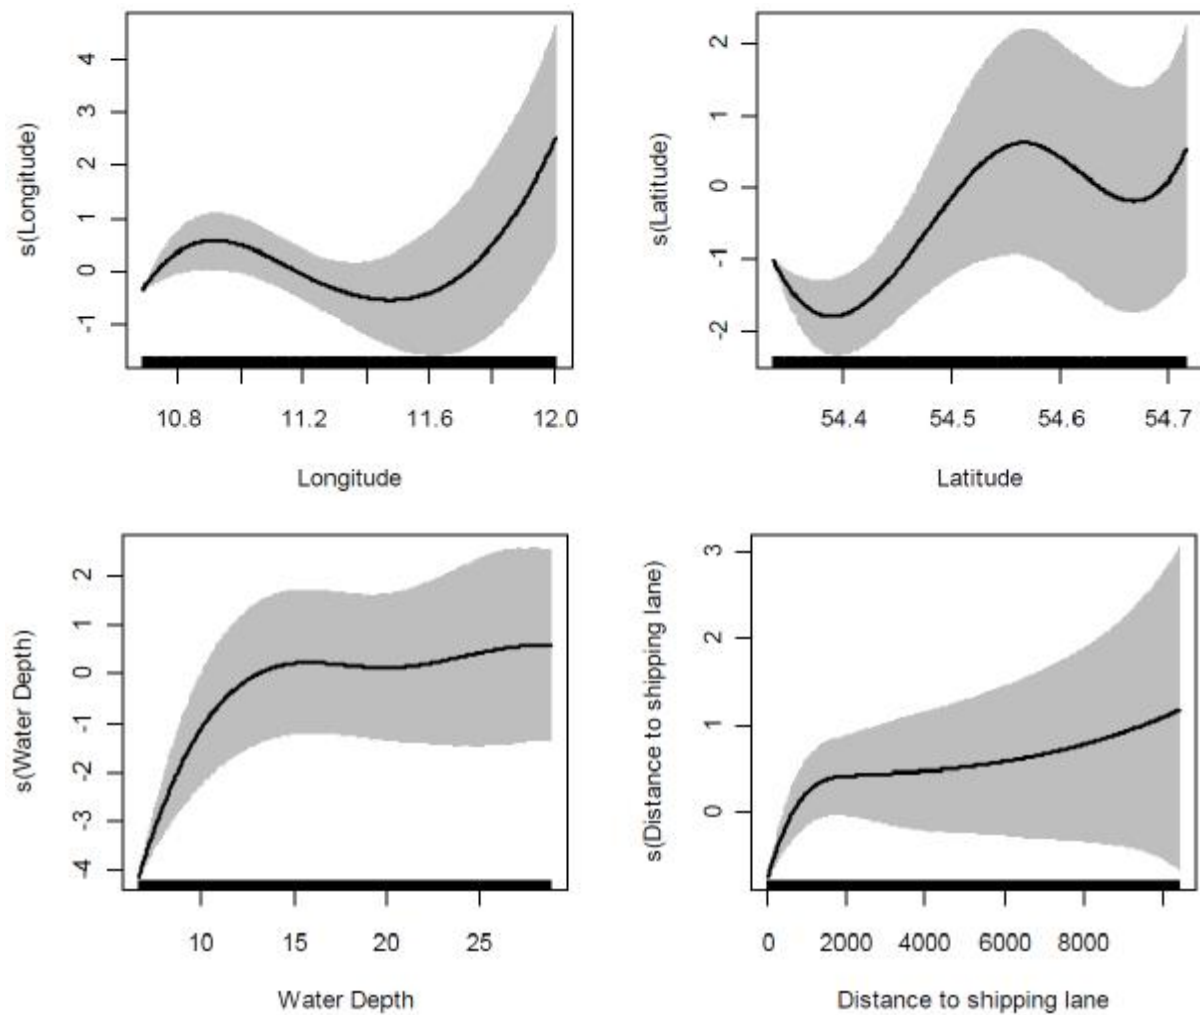 s(Longitude)
4
3
2
1
0
-1
10.8 11.2 11.6 12.0
Longitude
s(Latitude)
2
1
0
-1
-2
54.4 54.5 54.6 54.7
Latitude
s(Water Depth)
2
1
0
-1
-2
-3
-4
10 15 20 25
Water Depth
s(Distance to shipping lane)
3
2
1
0
0 2000 4000 6000 8000
Distance to shipping lane